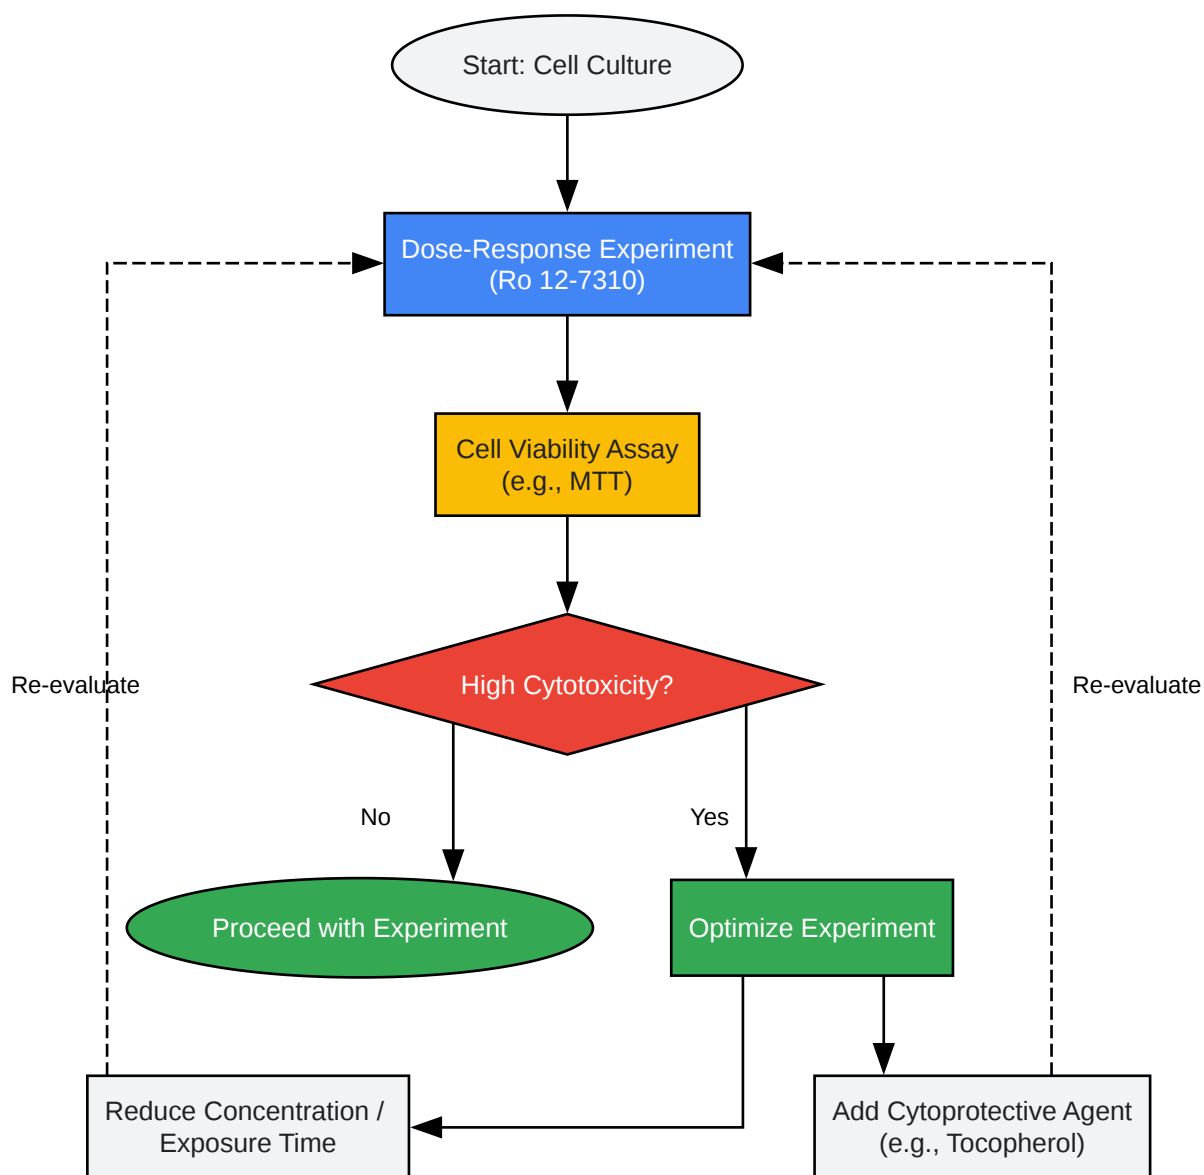 Start: Cell Culture
Dose-Response Experiment
(Ro 12-7310)
Cell Viability Assay
(e.g., MTT)
High Cytotoxicity?
Re-evaluate
Re-evaluate
No
Yes
Proceed with Experiment
Optimize Experiment
Reduce Concentration /
Exposure Time
Add Cytoprotective Agent
(e.g., Tocopherol)